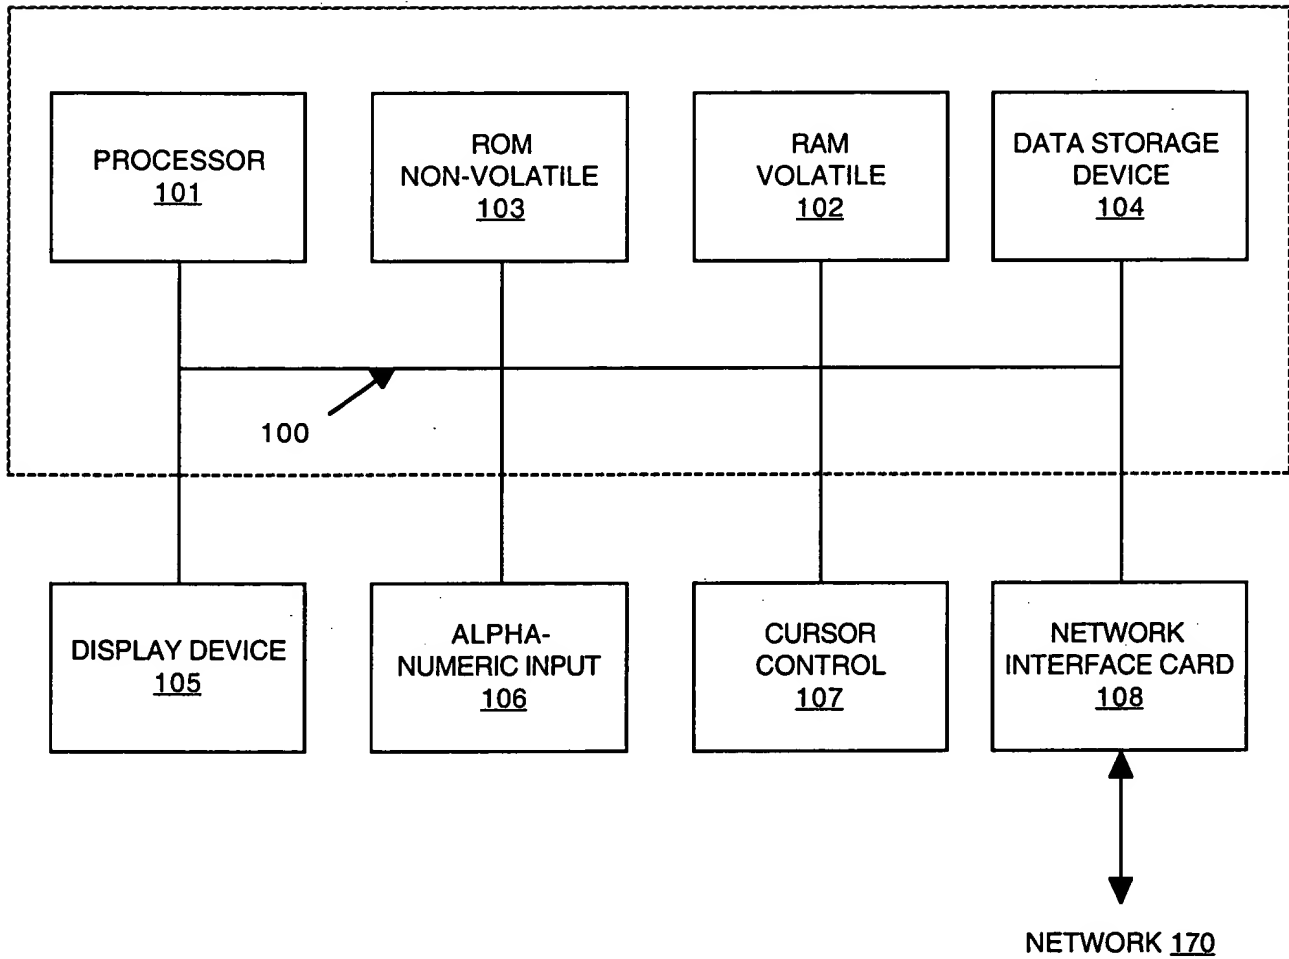 PROCESSOR
101
ROM
NON-VOLATILE
103
RAM
VOLATILE
102
DATA STORAGE
DEVICE
104
100
DISPLAY DEVICE
105
ALPHA-
NUMERIC INPUT
106
CURSOR
CONTROL
107
NETWORK
INTERFACE CARD
108
NETWORK 170